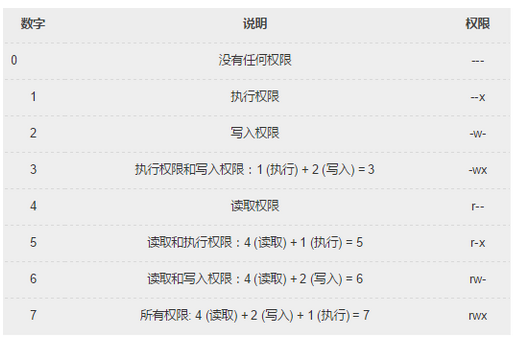 数字 说明 权限
0 没有任何权限 ---
1 执行权限 --x
2 写入权限 -w-
3 执行权限和写入权限：1 (执行) + 2 (写入) = 3 -wx
4 读取权限 r--
5 读取和执行权限：4 (读取) + 1 (执行) = 5 r-x
6 读取和写入权限：4 (读取) + 2 (写入) = 6 rw-
7 所有权限: 4 (读取) + 2 (写入) + 1 (执行) = 7 rwx